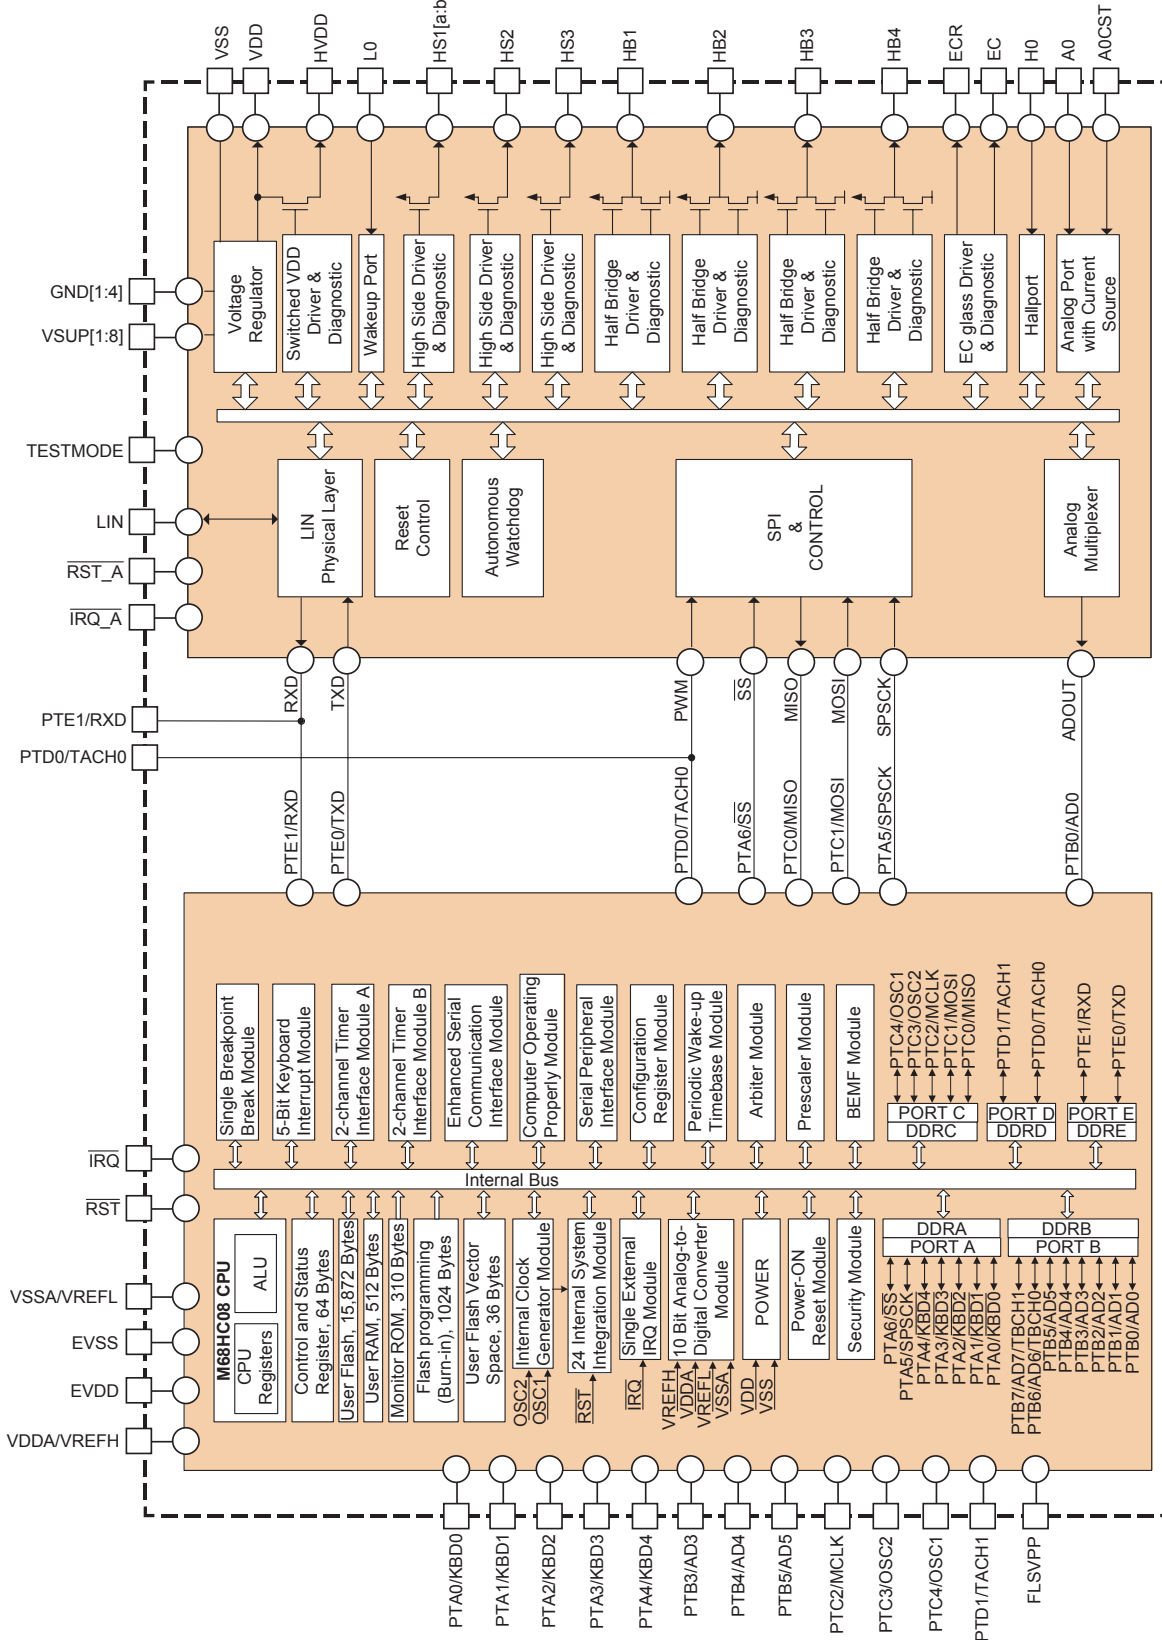 VSS
VDD
HVDD
L0
HS1[a:b
HS2
HS3
HB1
HB2
HB3
HB4
ECR
EC
H0
A0
A0CST
GND[1:4]
VSUP[1:8]
TESTMODE
LIN
RST_A
IRQ_A
PTE1/RXD
PTD0/TACH0
Voltage
Regulator
Switched VDD
Driver &
Diagnostic
Wakeup Port
High Side Driver
& Diagnostic
High Side Driver
& Diagnostic
High Side Driver
& Diagnostic
Half Bridge
Driver &
Diagnostic
Half Bridge
Driver &
Diagnostic
Half Bridge
Driver &
Diagnostic
Half Bridge
Driver &
Diagnostic
EC glass Driver
& Diagnostic
Hallport
Analog Port
with Current
Source
LIN
Physical Layer
Reset
Control
Autonomous
Watchdog
SPI
&
CONTROL
Analog
Multiplexer
RXD
TXD
PWM
SS
MISO
MOSI
SPSCK
ADOUT
PTE1/RXD
PTE0/TXD
PTD0/TACH0
PTA6/SS
PTC0/MISO
PTC1/MOSI
PTA5/SPSCK
PTB0/AD0
Single Breakpoint
Break Module
5-Bit Keyboard
Interrupt Module
2-channel Timer
Interface Module A
2-channel Timer
Interface Module B
Enhanced Serial
Communication
Interface Module
Computer Operating
Properly Module
Serial Peripheral
Interface Module
Configuration
Register Module
Periodic Wake-up
Timebase Module
Arbiter Module
Prescaler Module
BEMF Module
PTC4/OSC1
PTC3/OSC2
PTC2/MCLK
PTC1/MOSI
PTC0/MISO
PORT C
DDRC
PTD1/TACH1
PTD0/TACH0
PORT D
DDRD
PTE1/RXD
PTE0/TXD
PORT E
DDRE
Internal Bus
IRQ
RST
VSSA/VREFL
EVSS
EVDD
VDDA/VREFH
M68HC08 CPU
CPU
Registers
ALU
Control and Status
Register, 64 Bytes
User Flash, 15,872 Bytes
User RAM, 512 Bytes
Monitor ROM, 310 Bytes
Flash programming
(Burn-in), 1024 Bytes
User Flash Vector
Space, 36 Bytes
Internal Clock
Generator Module
OSC2
OSC1
24 Internal System
Integration Module
RST
Single External
IRQ Module
IRQ
10 Bit Analog-to-
Digital Converter
Module
VREFH
VDDA
VREFL
VSSA
POWER
VDD
VSS
Power-ON
Reset Module
Security Module
DDRA
PORT A
PTA6/SS
PTA5/SPSCK
PTA4/KBD4
PTA3/KBD3
PTA2/KBD2
PTA1/KBD1
PTA0/KBD0
DDRB
PORT B
PTB7/AD7/TBCH1
PTB6/AD6/TBCH0
PTB5/AD5
PTB4/AD4
PTB3/AD3
PTB2/AD2
PTB1/AD1
PTB0/AD0
PTA0/KBD0
PTA1/KBD1
PTA2/KBD2
PTA3/KBD3
PTA4/KBD4
PTB3/AD3
PTB4/AD4
PTB5/AD5
PTC2/MCLK
PTC3/OSC2
PTC4/OSC1
PTD1/TACH1
FLSVPP